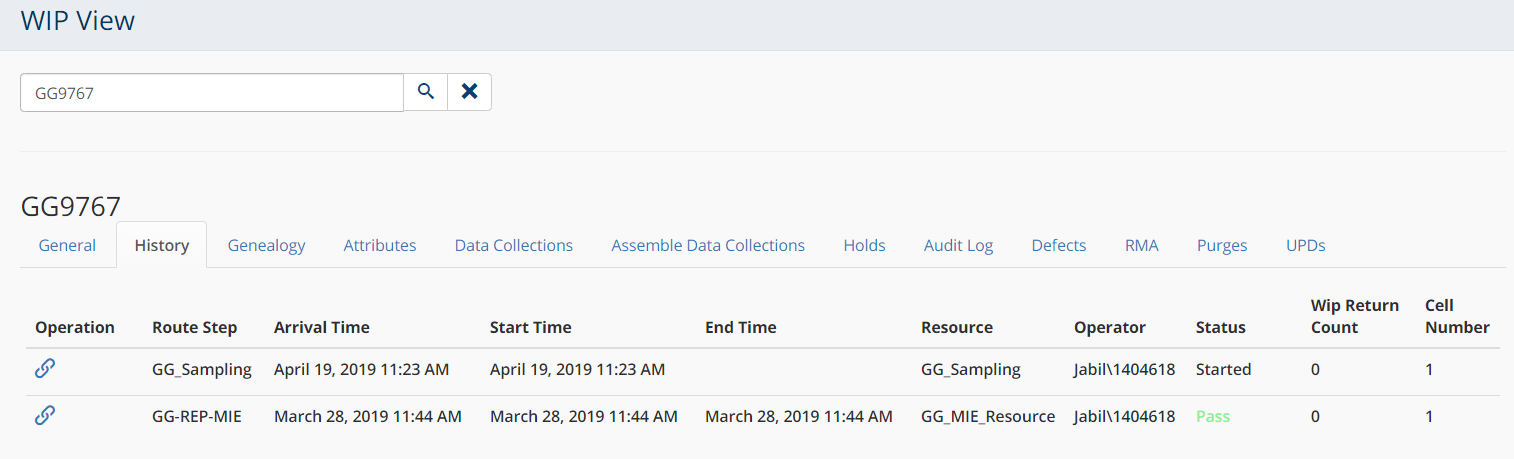 WIP View
GG9767
GG9767
General History Genealogy Attributes Data Collections Assemble Data Collections Holds Audit Log Defects RMA Purges UPDs
Operation Route Step Arrival Time Start Time End Time Resource Operator Status Wip Return Count Cell Number
GG_Sampling April 19, 2019 11:23 AM April 19, 2019 11:23 AM GG_Sampling Jabil\1404618 Started 0 1
GG-REP-MIE March 28, 2019 11:44 AM March 28, 2019 11:44 AM March 28, 2019 11:44 AM GG_MIE_Resource Jabil\1404618 Pass 0 1